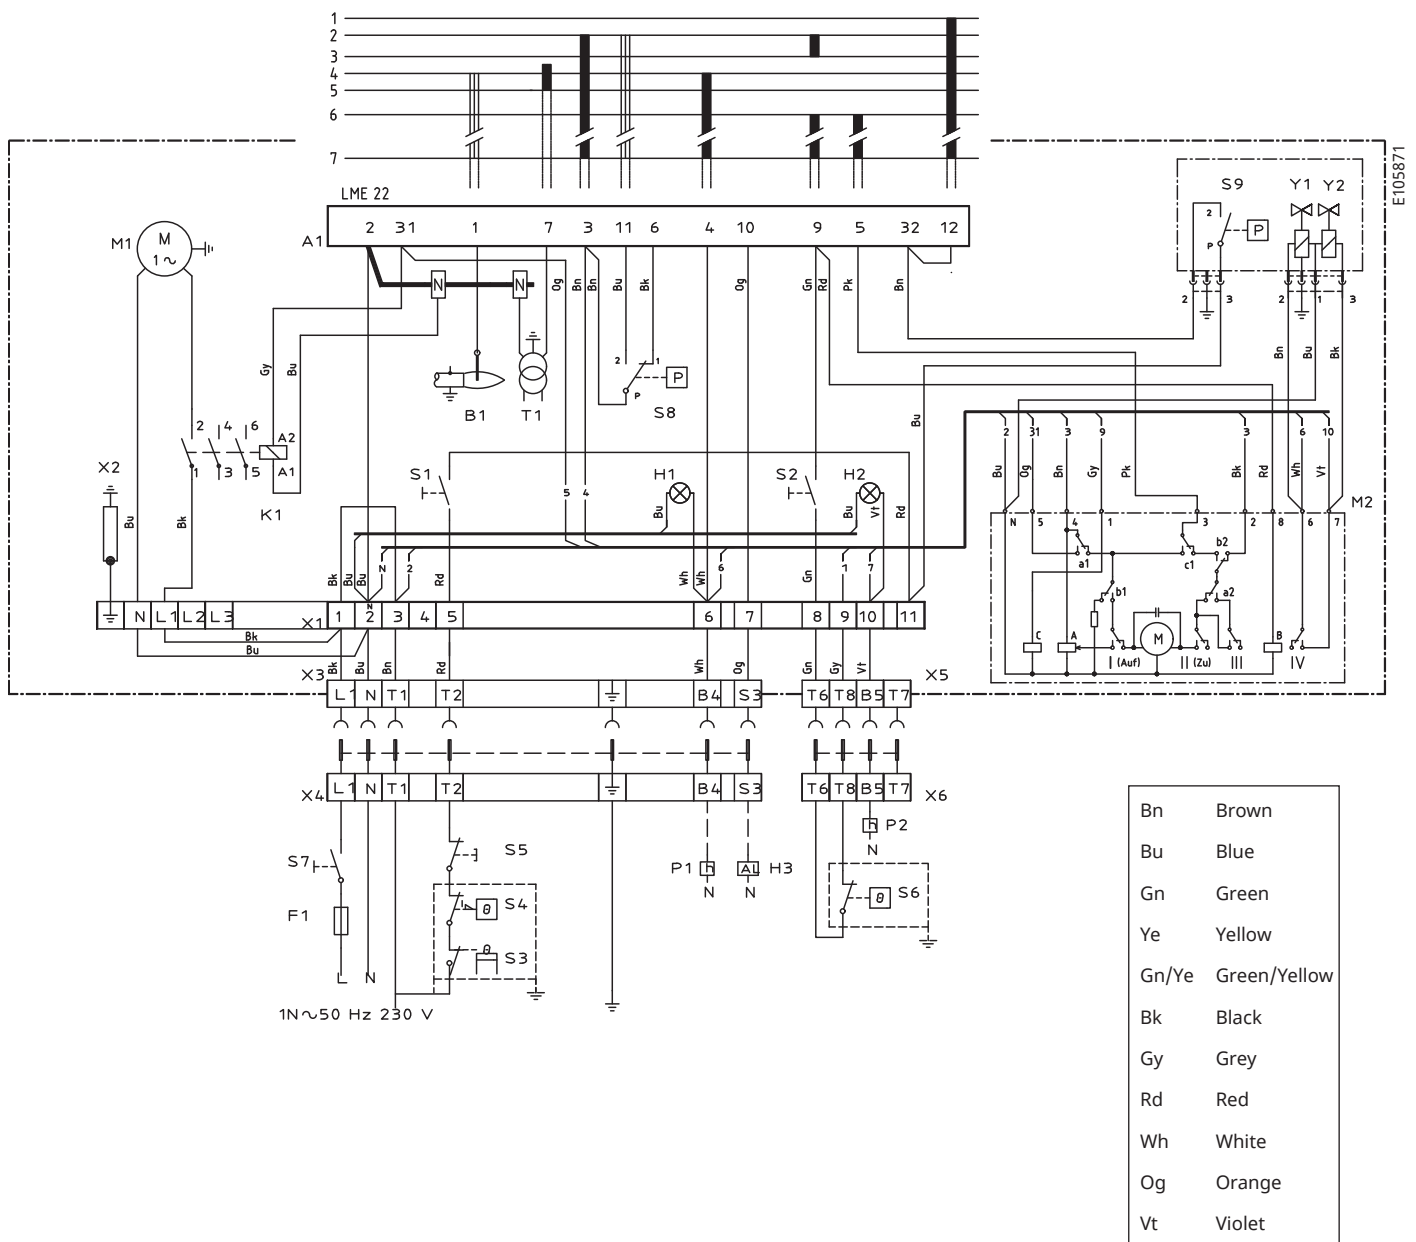 1
2
3
4
5
6
7
E105871
LME 22
A1
2 31 1 7 3 11 6 4 10 9 5 32 12
M1
M
1 ~
N N
S9 Y1 Y2
2
P
P
2 3 2 1 3
Og Bn Bn Bu Bk Og Gn Rd Pk Bn
Gy Bu
Bn Bu Bk
2 1
P
P
B1 T1 S8
Bu
2 4 6
A2
1 3 5 A1
K1
X2
Bu Bk
S1 5 4 H1 S2 H2
Bu Bu Vt Rd
2 31 3 9 3 6 10
Bu Og Bn Gy Pk Bk Rd Wh Vt
M2
N 5 4 1 3 2 8 6 7
a1 c1 b2
b1 a2
C A M B
I (Auf) II (Zu) III IV
Bk Bu Bu N 2 Rd Wh Wh 6 Gn 1 7
N L1 L2 L3 X1 1 N 2 3 4 5 6 7 8 9 10 11
Bk
Bu
Bk Bu Bn Rd Wh Og Gn Gy Vt
X3 L1 N T1 T2 B4 S3 T6 T8 B5 T7 X5
X4 L1 N T1 T2 B4 S3 T6 T8 B5 T7 X6
S7 S5 P1 h AL H3 h P2
N N N
F1 θ S4 θ S6
θ S3
L N
1N~50 Hz 230 V
Bn Brown
Bu Blue
Gn Green
Ye Yellow
Gn/Ye Green/Yellow
Bk Black
Gy Grey
Rd Red
Wh White
Og Orange
Vt Violet